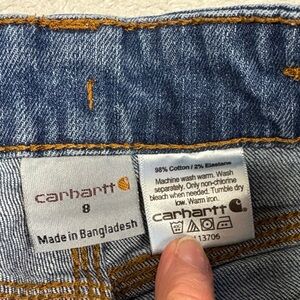 carhartt
8
Made in Bangladesh
98% Cotton / 2% Elastane
Machine wash warm. Wash
separately. Only non-chlorine
bleach when needed. Tumble dry
low. Warm iron.
carhartt
13706